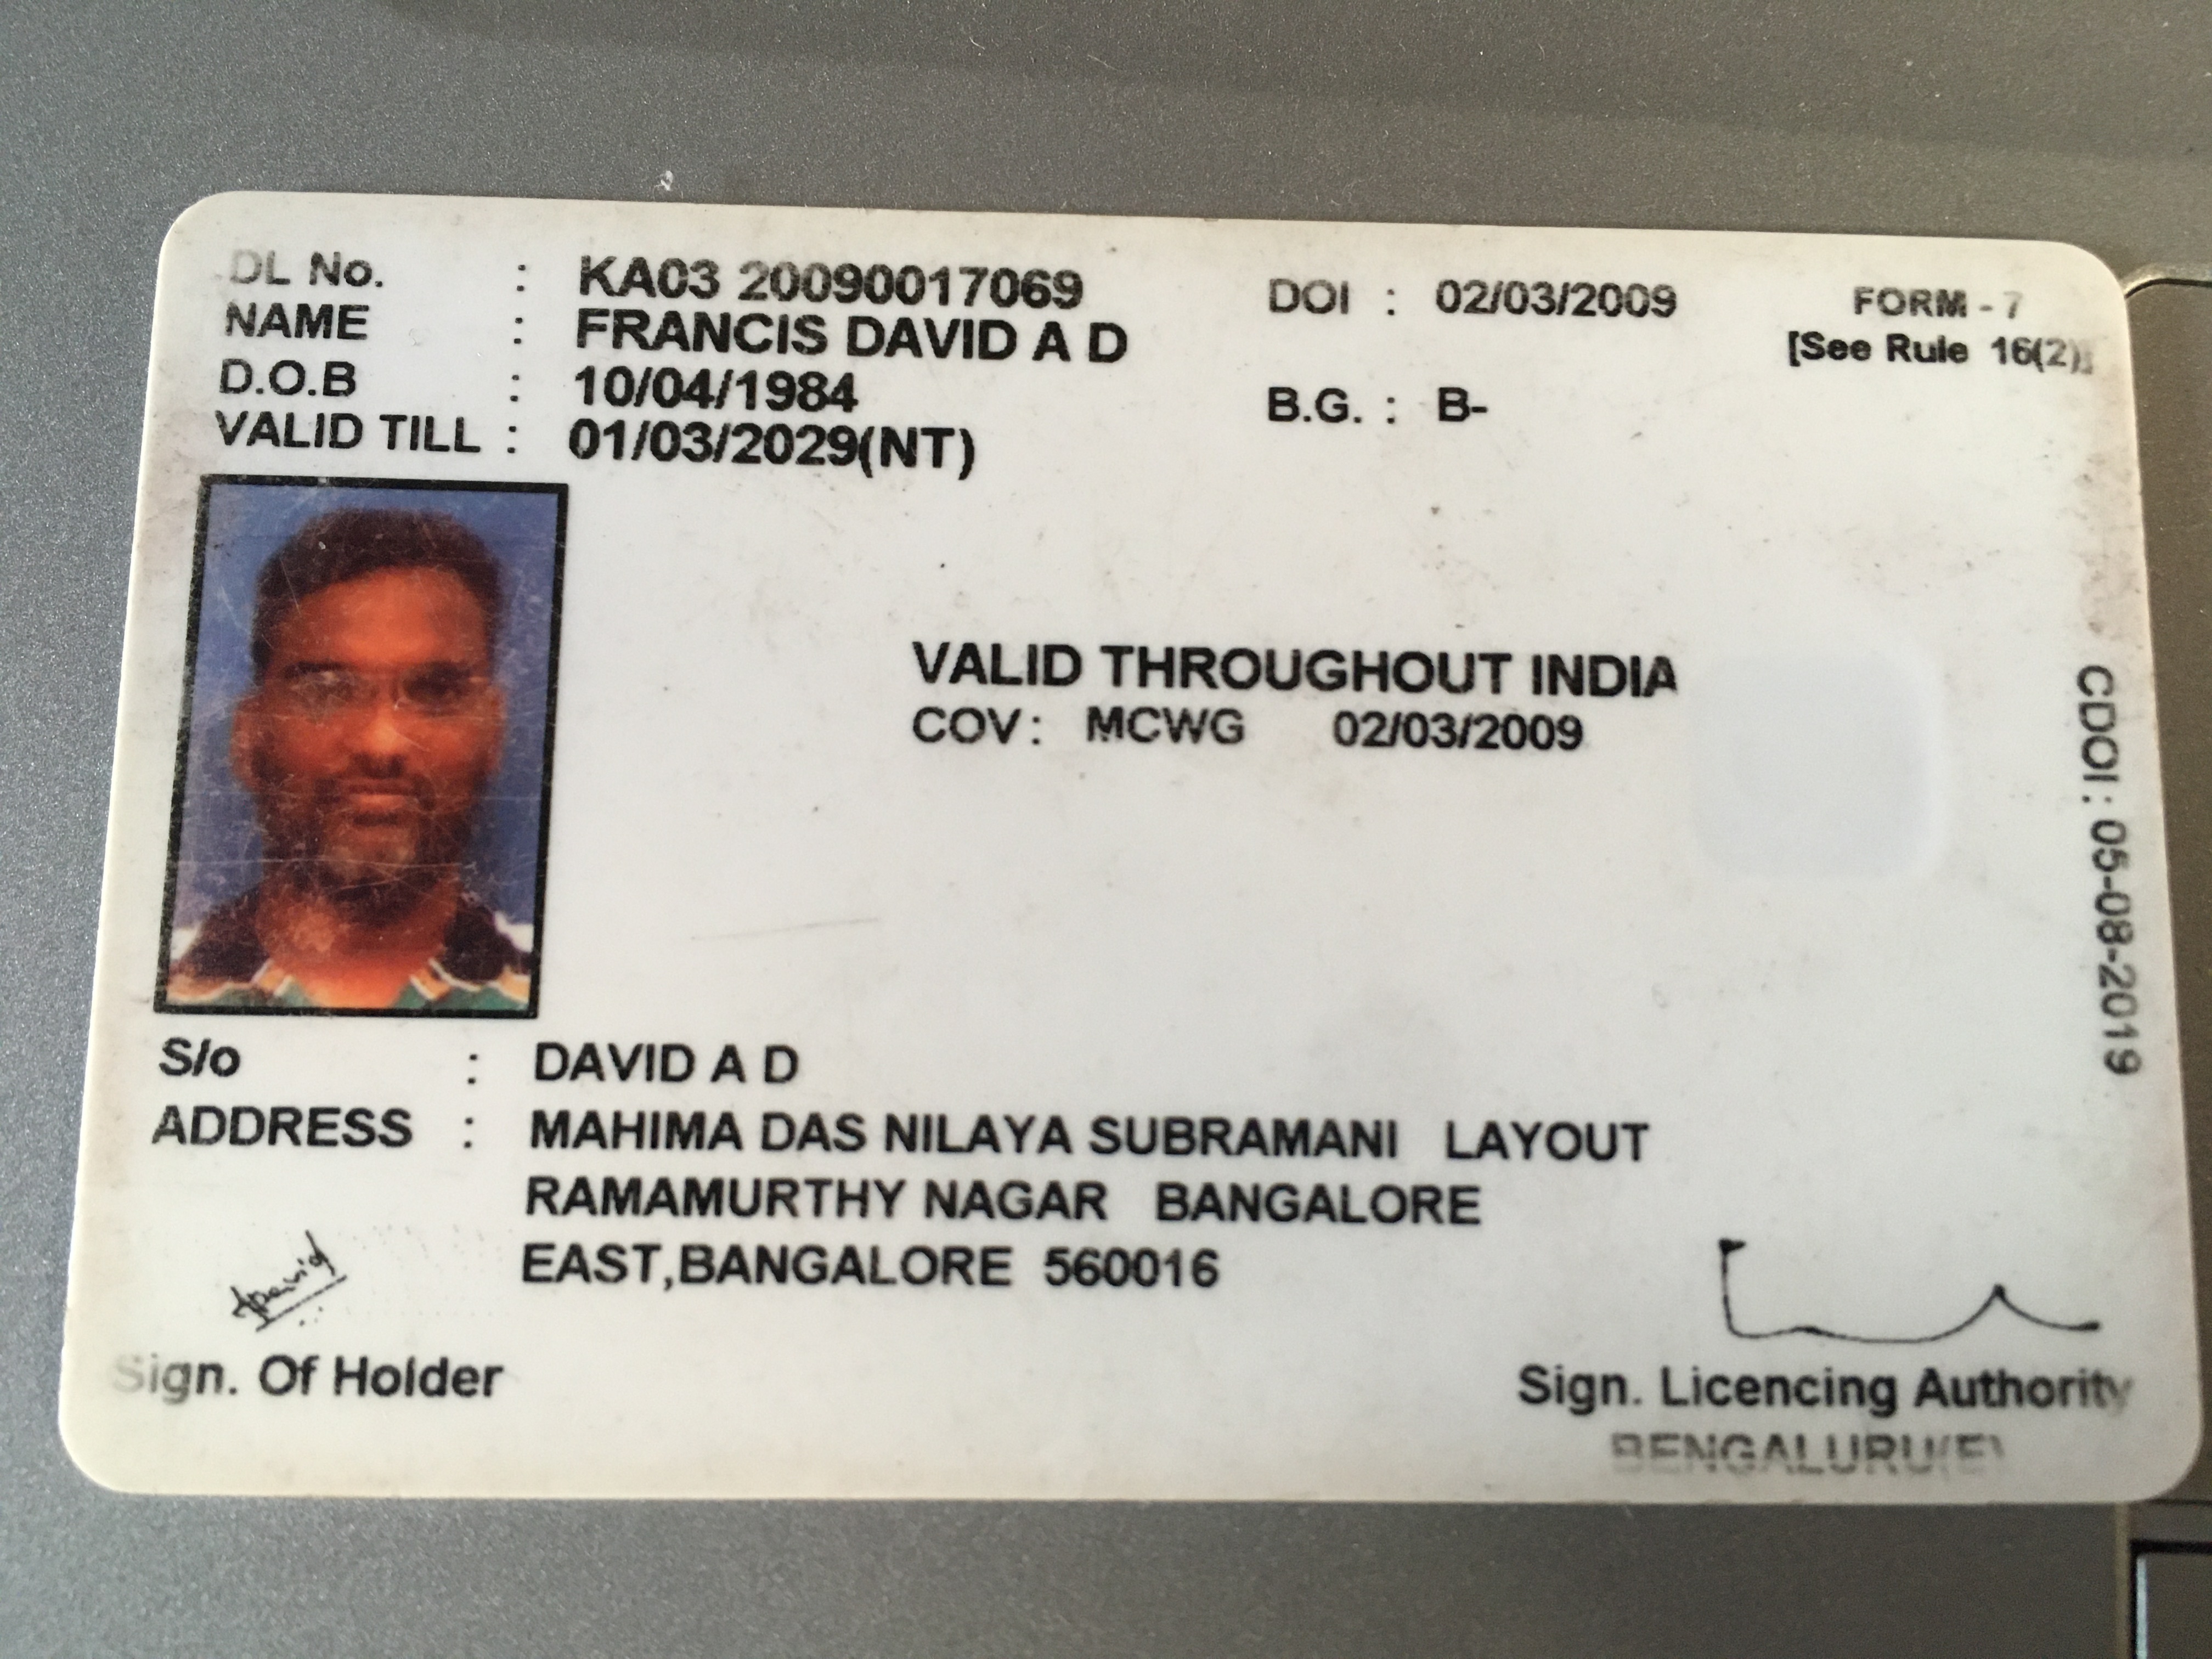 DL No. : KA03 20090017069 DOI : 02/03/2009 FORM - 7
NAME : FRANCIS DAVID A D [See Rule 16(2)]
D.O.B : 10/04/1984 B.G. : B-
VALID TILL : 01/03/2029(NT)
VALID THROUGHOUT INDIA
COV : MCWG 02/03/2009
CDOI : 05-08-2019
S/o : DAVID A D
ADDRESS : MAHIMA DAS NILAYA SUBRAMANI LAYOUT
RAMAMURTHY NAGAR BANGALORE
EAST,BANGALORE 560016
Sign. Of Holder
Sign. Licencing Authority
BENGALURU(E)